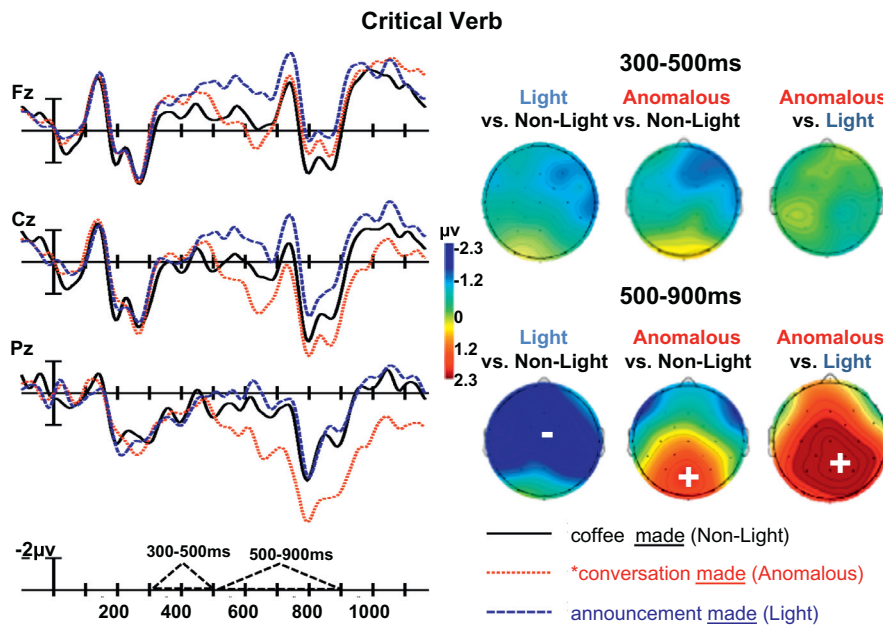 Critical Verb
Fz
Cz
Pz
-2μv
300-500ms
500-900ms
200 400 600 800 1000
μv
-2.3
-1.2
0
1.2
2.3
300-500ms
Light
vs. Non-Light
Anomalous
vs. Non-Light
Anomalous
vs. Light
500-900ms
Light
vs. Non-Light
Anomalous
vs. Non-Light
Anomalous
vs. Light
-
+
+
coffee made (Non-Light)
*conversation made (Anomalous)
announcement made (Light)